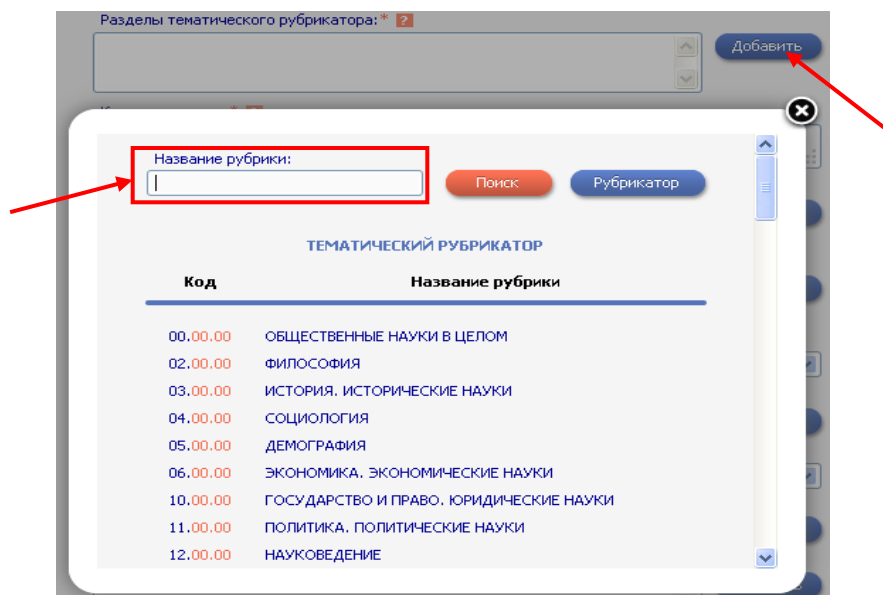 Разделы тематического рубрикатора:* ?
Добавить
Название рубрики:
Поиск
Рубрикатор
ТЕМАТИЧЕСКИЙ РУБРИКАТОР
Код Название рубрики
00.00.00 ОБЩЕСТВЕННЫЕ НАУКИ В ЦЕЛОМ
02.00.00 ФИЛОСОФИЯ
03.00.00 ИСТОРИЯ. ИСТОРИЧЕСКИЕ НАУКИ
04.00.00 СОЦИОЛОГИЯ
05.00.00 ДЕМОГРАФИЯ
06.00.00 ЭКОНОМИКА. ЭКОНОМИЧЕСКИЕ НАУКИ
10.00.00 ГОСУДАРСТВО И ПРАВО. ЮРИДИЧЕСКИЕ НАУКИ
11.00.00 ПОЛИТИКА. ПОЛИТИЧЕСКИЕ НАУКИ
12.00.00 НАУКОВЕДЕНИЕ